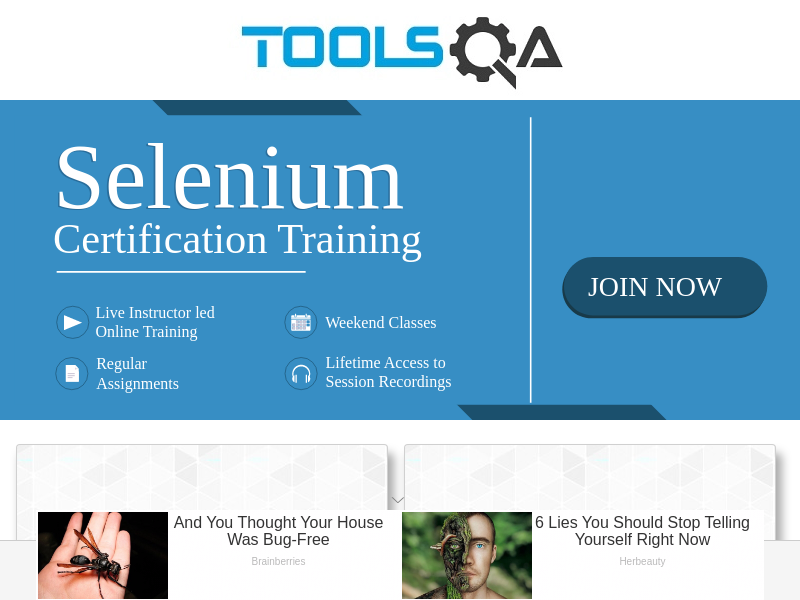 TOOLSQA
Selenium
Certification Training
JOIN NOW
Live Instructor led
Online Training
Weekend Classes
Regular
Assignments
Lifetime Access to
Session Recordings
And You Thought Your House
Was Bug-Free
Brainberries
6 Lies You Should Stop Telling
Yourself Right Now
Herbeauty